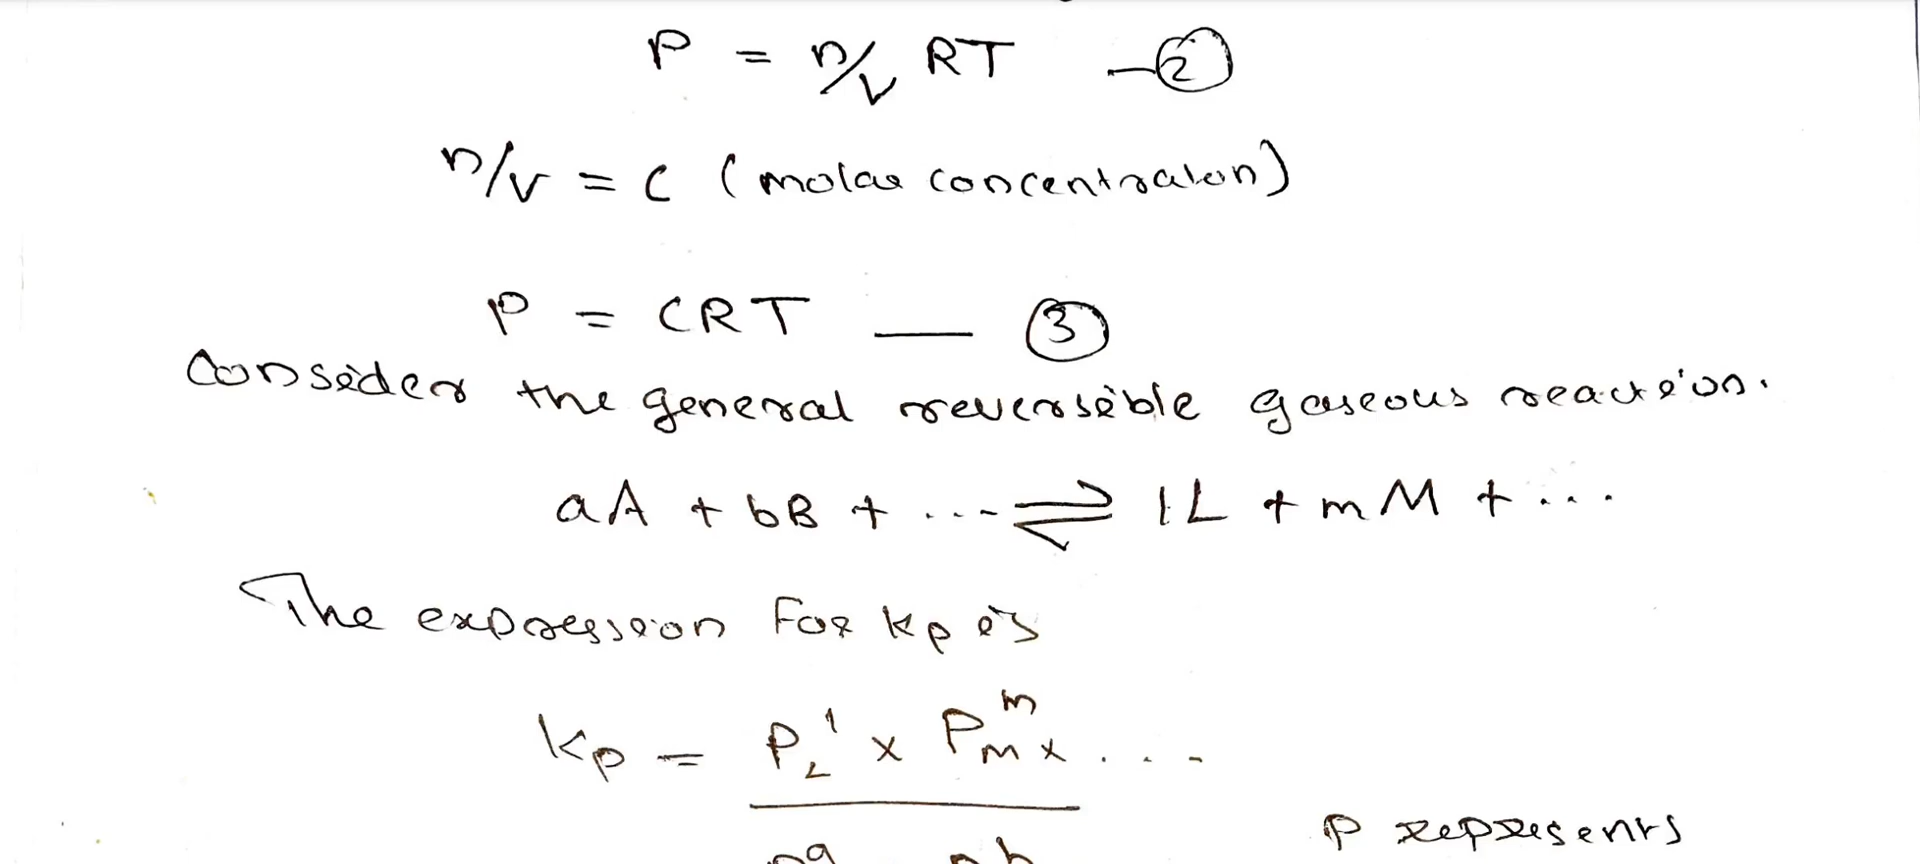 P = n/V RT —②
n/v = C (molar concentration)
P = CRT — ③
Consider the general reversible gaseous reaction.
aA + bB + ... ⇌ lL + mM + ...
The expression for kp is
kp = P_L^l × P_M^m × ....
P represents